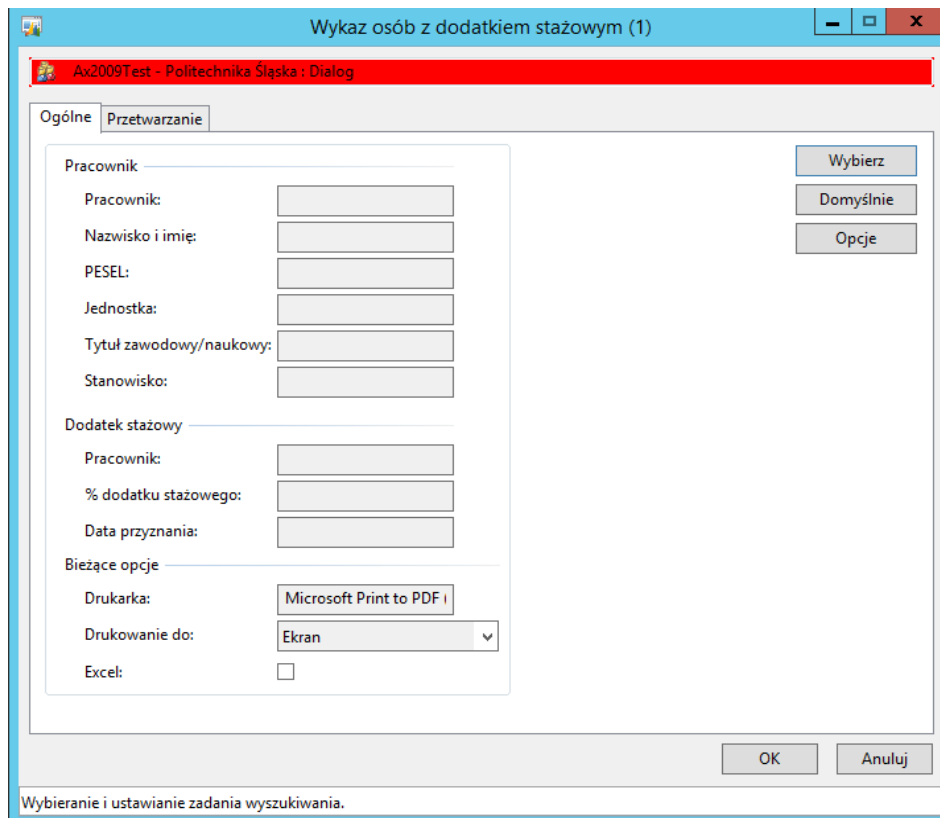 Wykaz osób z dodatkiem stażowym (1)
Ax2009Test - Politechnika Śląska : Dialog
Ogólne
Przetwarzanie
Pracownik
Pracownik:
Nazwisko i imię:
PESEL:
Jednostka:
Tytuł zawodowy/naukowy:
Stanowisko:
Dodatek stażowy
Pracownik:
% dodatku stażowego:
Data przyznania:
Bieżące opcje
Drukarka: Microsoft Print to PDF (
Drukowanie do: Ekran
Excel:
Wybierz
Domyślnie
Opcje
OK
Anuluj
Wybieranie i ustawianie zadania wyszukiwania.